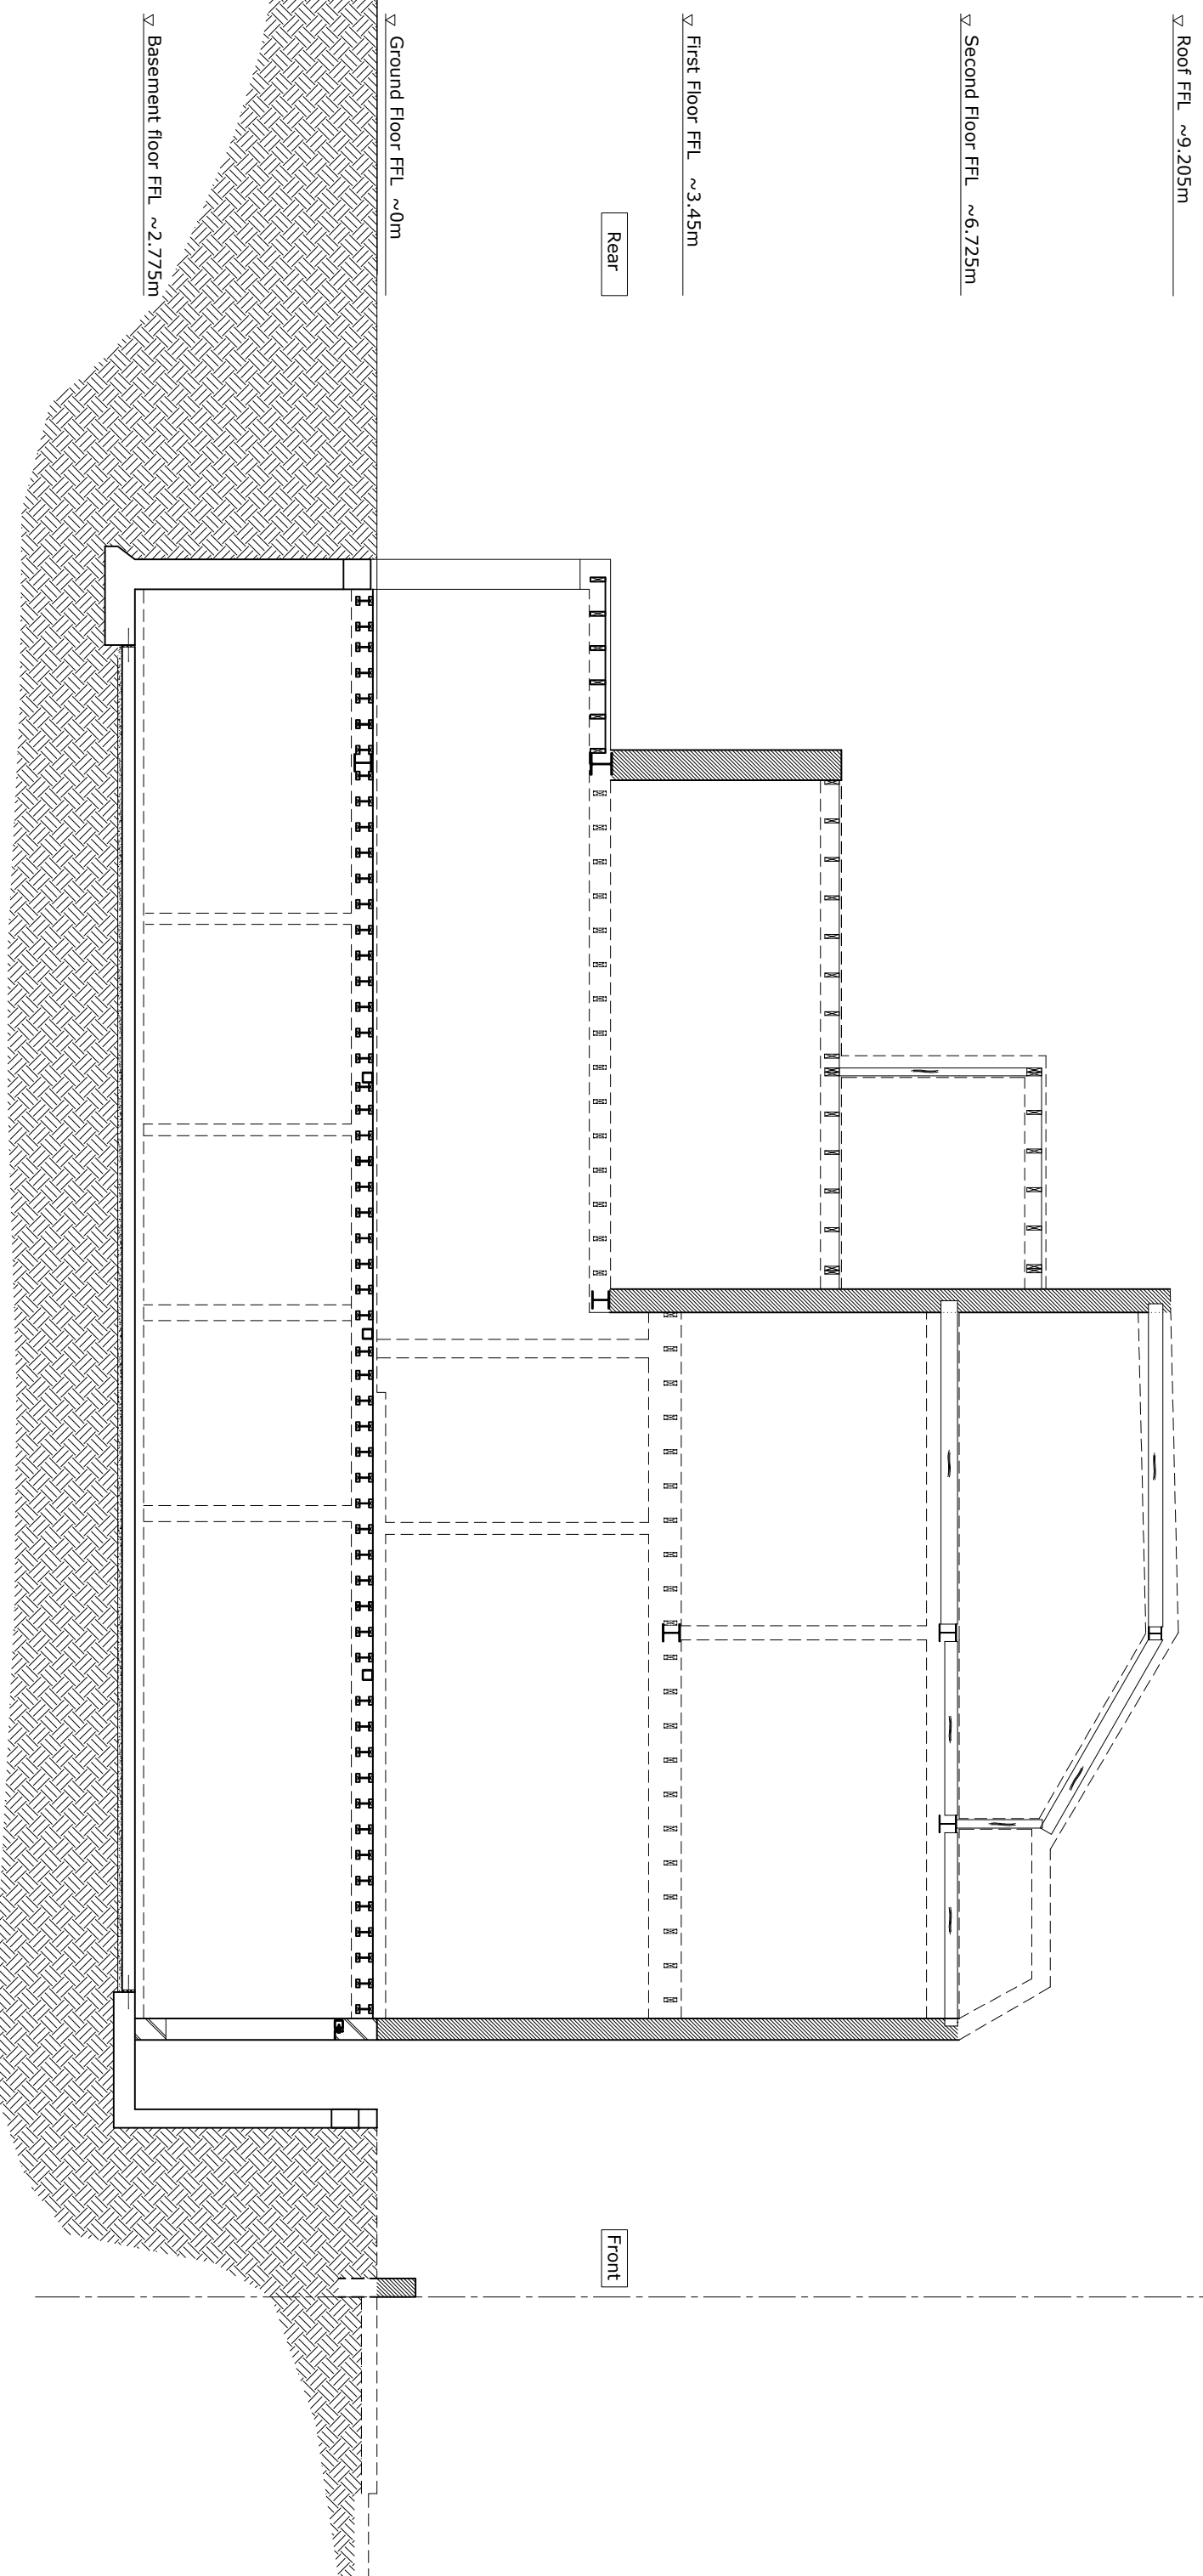 Roof FFL ~9.205m
Second Floor FFL ~6.725m
First Floor FFL ~3.45m
Rear
Front
Ground Floor FFL ~0m
Basement floor FFL ~2.775m